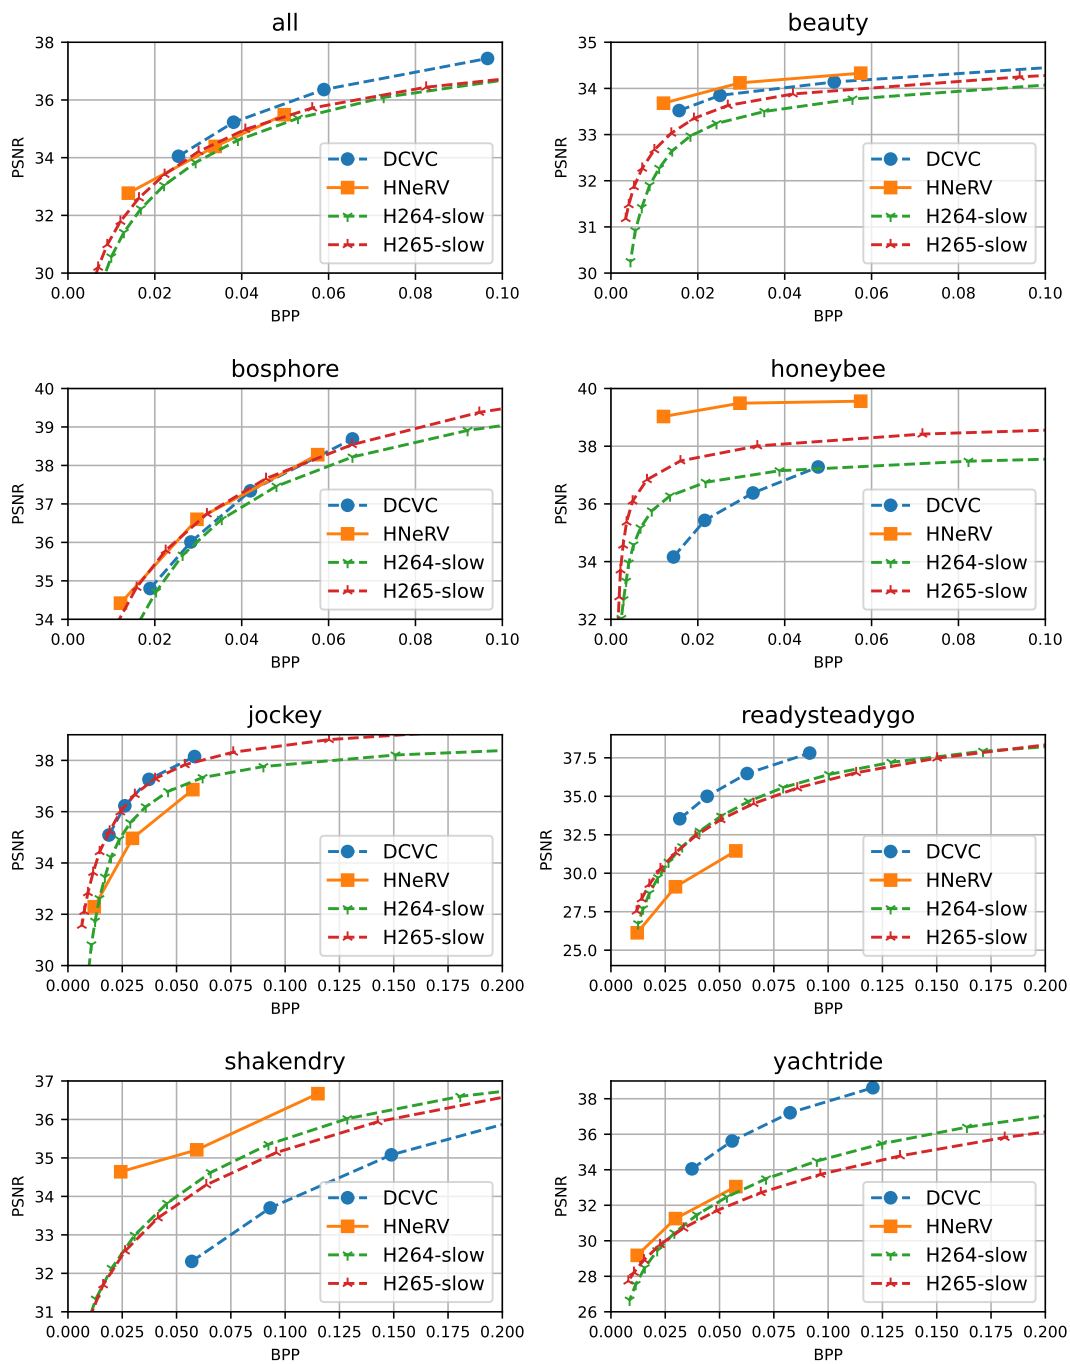 all
PSNR
38
36
34
32
30
0.00 0.02 0.04 0.06 0.08 0.10
BPP
DCVC
HNeRV
H264-slow
H265-slow
beauty
PSNR
35
34
33
32
31
30
0.00 0.02 0.04 0.06 0.08 0.10
BPP
DCVC
HNeRV
H264-slow
H265-slow
bosphore
PSNR
40
39
38
37
36
35
34
0.00 0.02 0.04 0.06 0.08 0.10
BPP
DCVC
HNeRV
H264-slow
H265-slow
honeybee
PSNR
40
38
36
34
32
0.00 0.02 0.04 0.06 0.08 0.10
BPP
DCVC
HNeRV
H264-slow
H265-slow
jockey
PSNR
38
36
34
32
30
0.000 0.025 0.050 0.075 0.100 0.125 0.150 0.175 0.200
BPP
DCVC
HNeRV
H264-slow
H265-slow
readysteadygo
PSNR
37.5
35.0
32.5
30.0
27.5
25.0
0.000 0.025 0.050 0.075 0.100 0.125 0.150 0.175 0.200
BPP
DCVC
HNeRV
H264-slow
H265-slow
shakendry
PSNR
37
36
35
34
33
32
31
0.000 0.025 0.050 0.075 0.100 0.125 0.150 0.175 0.200
BPP
DCVC
HNeRV
H264-slow
H265-slow
yachtride
PSNR
38
36
34
32
30
28
26
0.000 0.025 0.050 0.075 0.100 0.125 0.150 0.175 0.200
BPP
DCVC
HNeRV
H264-slow
H265-slow